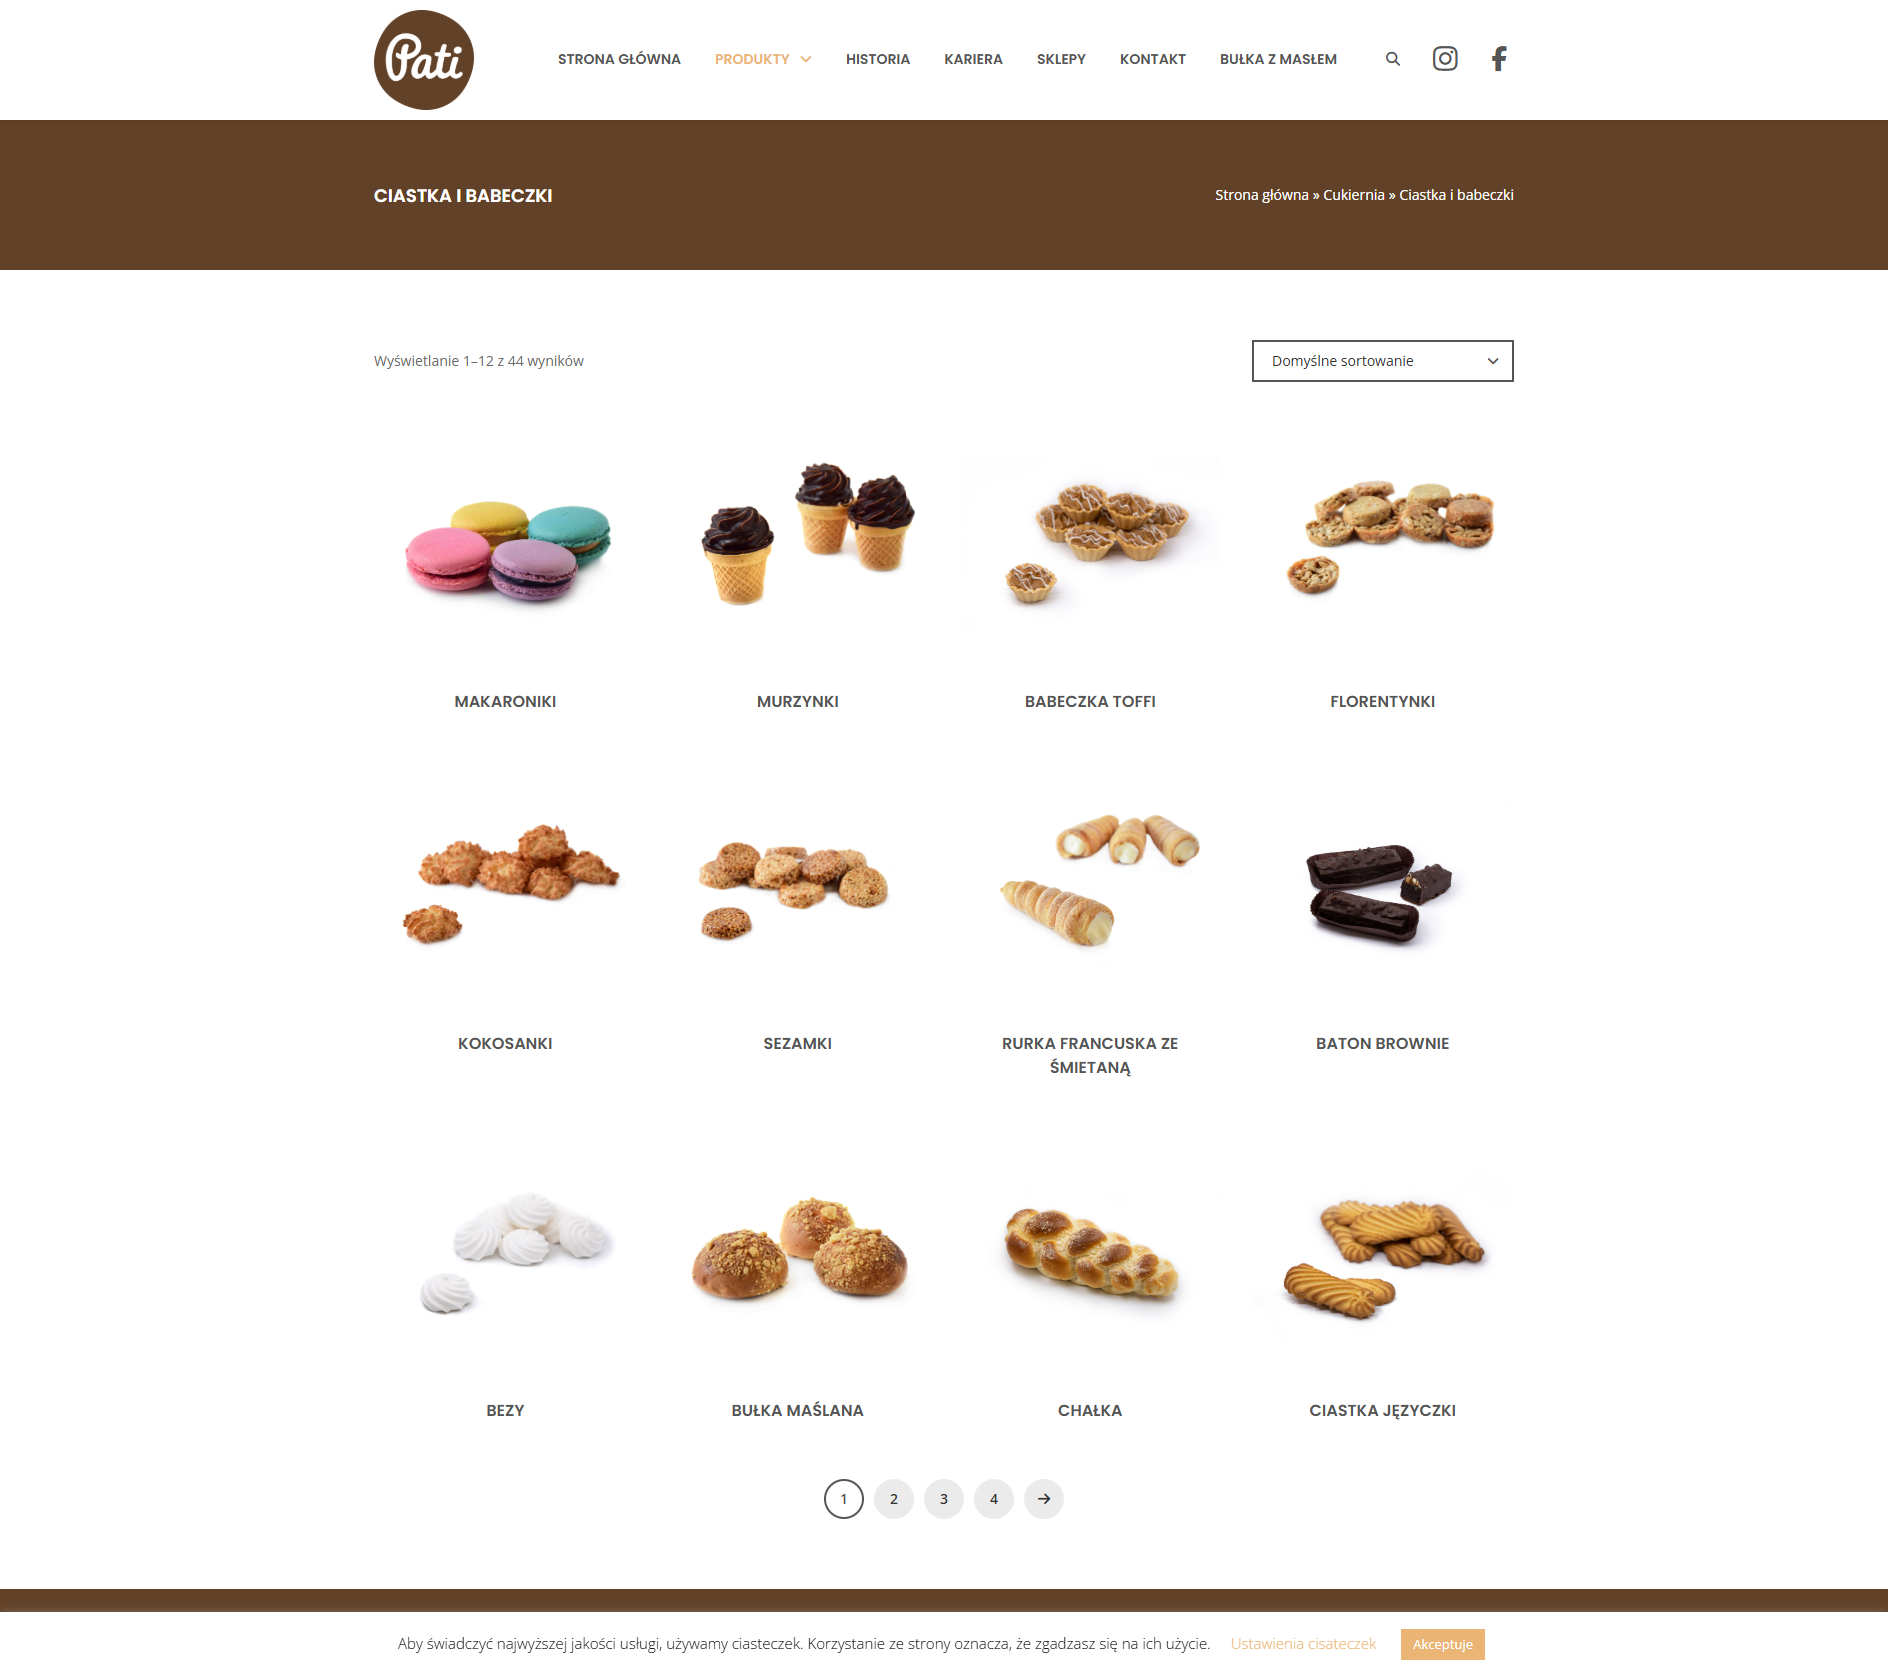 Pati
STRONA GŁÓWNA PRODUKTY HISTORIA KARIERA SKLEPY KONTAKT BUŁKA Z MASŁEM
CIASTKA I BABECZKI
Strona główna » Cukiernia » Ciastka i babeczki
Wyświetlanie 1–12 z 44 wyników
Domyślne sortowanie
MAKARONIKI
MURZYNKI
BABECZKA TOFFI
FLORENTYNKI
KOKOSANKI
SEZAMKI
RURKA FRANCUSKA ZE
ŚMIETANĄ
BATON BROWNIE
BEZY
BUŁKA MAŚLANA
CHAŁKA
CIASTKA JĘZYCZKI
1 2 3 4 →
Aby świadczyć najwyższej jakości usługi, używamy ciasteczek. Korzystanie ze strony oznacza, że zgadzasz się na ich użycie. Ustawienia cisateczek Akceptuje